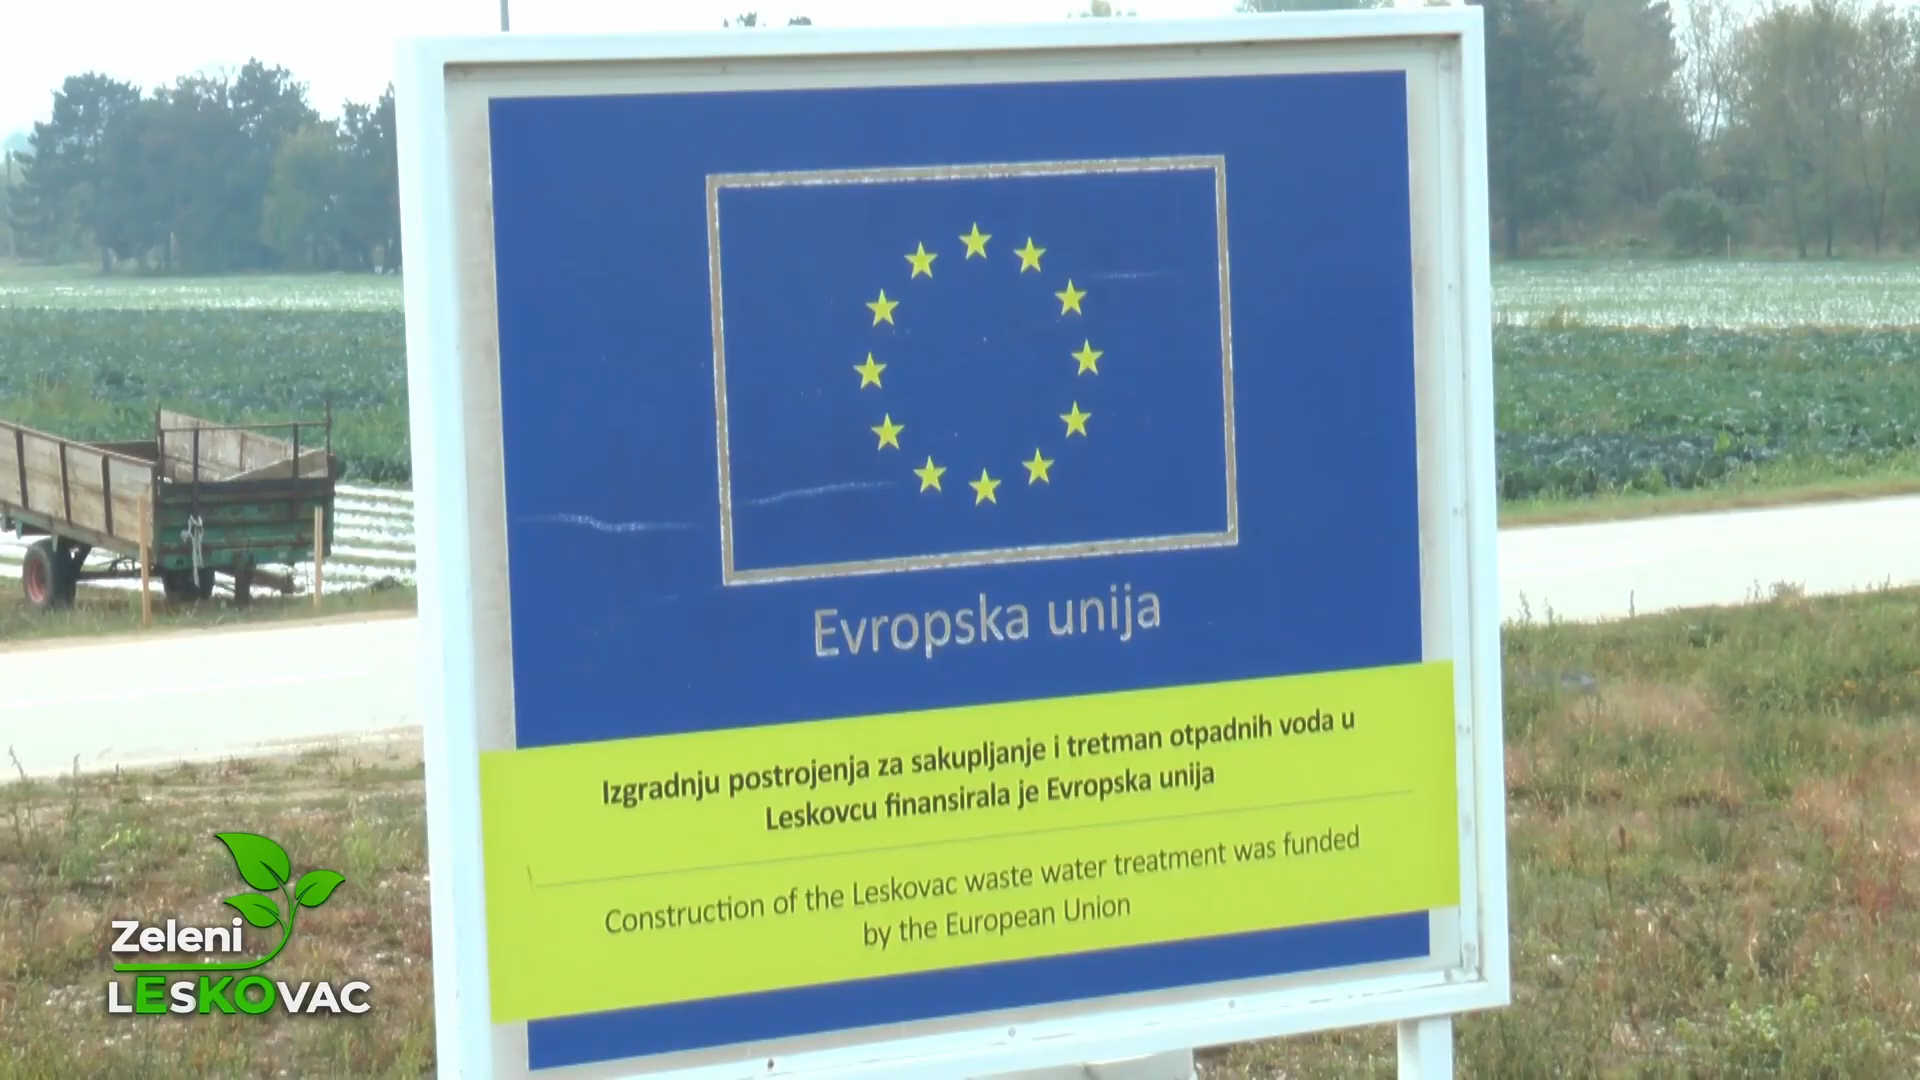 Evropska unija
Izgradnju postrojenja za sakupljanje i tretman otpadnih voda u
Leskovcu finansirala je Evropska unija
Construction of the Leskovac waste water treatment was funded
by the European Union
Zeleni
LESKOVAC